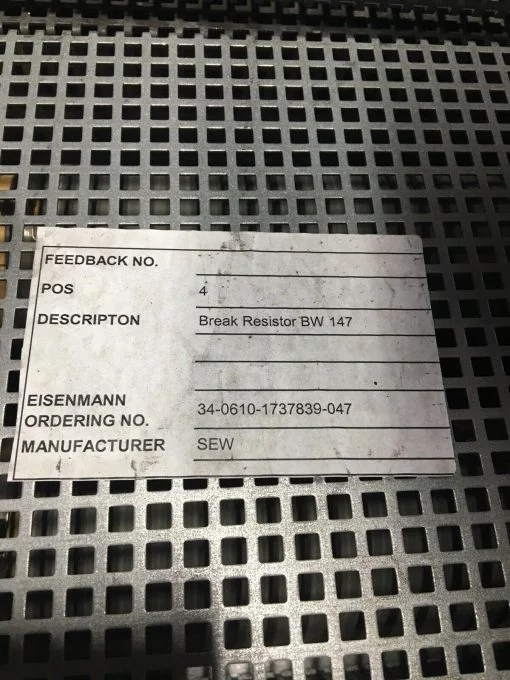 FEEDBACK NO.
POS 4
DESCRIPTON Break Resistor BW 147
EISENMANN
ORDERING NO. 34-0610-1737839-047
MANUFACTURER SEW